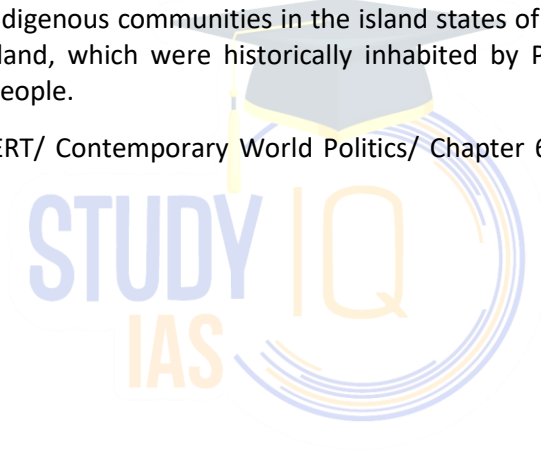 digenous communities in the island states of
land, which were historically inhabited by P
eople.
ERT/ Contemporary World Politics/ Chapter 6
STUDY IQ
IAS